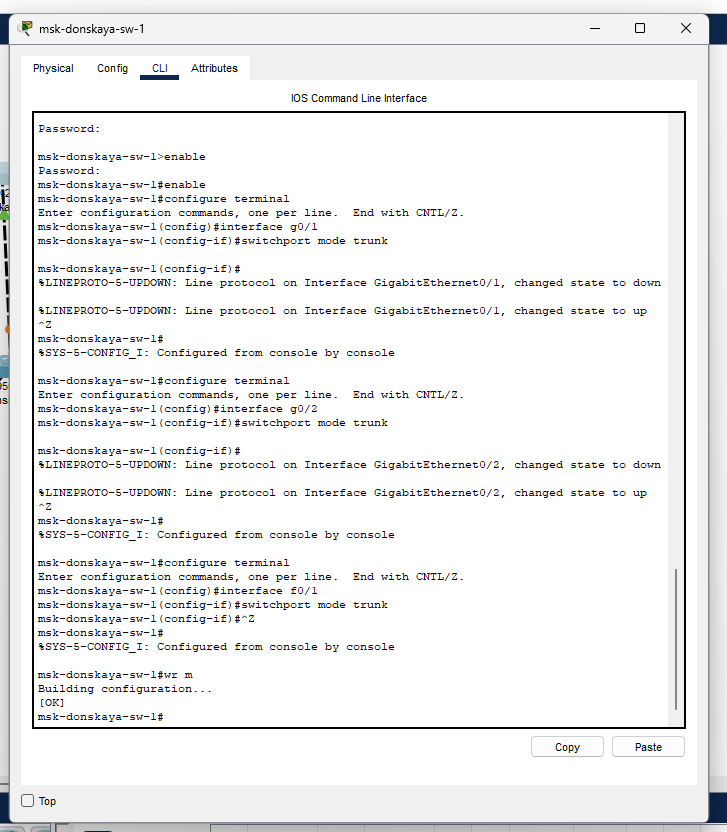 msk-donskaya-sw-1
Physical Config CLI Attributes
IOS Command Line Interface
Password:
msk-donskaya-sw-1>enable
Password:
msk-donskaya-sw-1#enable
msk-donskaya-sw-1#configure terminal
Enter configuration commands, one per line.  End with CNTL/Z.
msk-donskaya-sw-1(config)#interface g0/1
msk-donskaya-sw-1(config-if)#switchport mode trunk
msk-donskaya-sw-1(config-if)#
%LINEPROTO-5-UPDOWN: Line protocol on Interface GigabitEthernet0/1, changed state to down
%LINEPROTO-5-UPDOWN: Line protocol on Interface GigabitEthernet0/1, changed state to up
^Z
msk-donskaya-sw-1#
%SYS-5-CONFIG_I: Configured from console by console
msk-donskaya-sw-1#configure terminal
Enter configuration commands, one per line.  End with CNTL/Z.
msk-donskaya-sw-1(config)#interface g0/2
msk-donskaya-sw-1(config-if)#switchport mode trunk
msk-donskaya-sw-1(config-if)#
%LINEPROTO-5-UPDOWN: Line protocol on Interface GigabitEthernet0/2, changed state to down
%LINEPROTO-5-UPDOWN: Line protocol on Interface GigabitEthernet0/2, changed state to up
^Z
msk-donskaya-sw-1#
%SYS-5-CONFIG_I: Configured from console by console
msk-donskaya-sw-1#configure terminal
Enter configuration commands, one per line.  End with CNTL/Z.
msk-donskaya-sw-1(config)#interface f0/1
msk-donskaya-sw-1(config-if)#switchport mode trunk
msk-donskaya-sw-1(config-if)#^Z
msk-donskaya-sw-1#
%SYS-5-CONFIG_I: Configured from console by console
msk-donskaya-sw-1#wr m
Building configuration...
[OK]
msk-donskaya-sw-1#
Copy Paste
Top